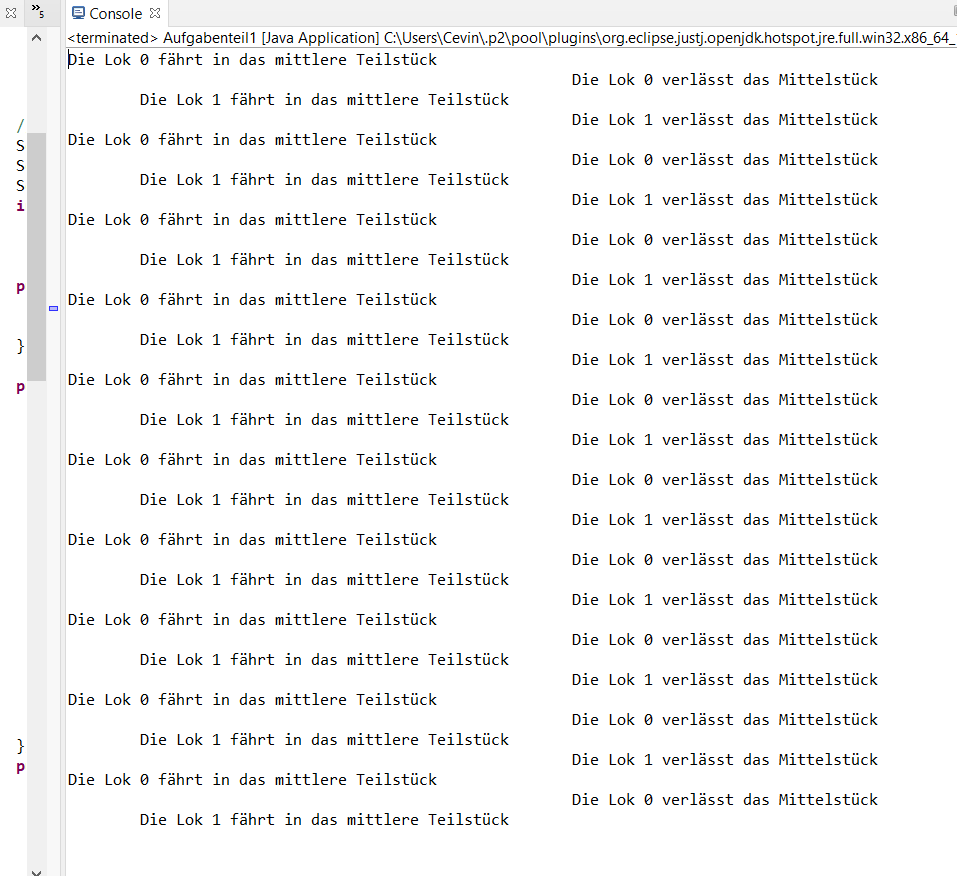 »5
Console
<terminated> Aufgabenteil1 [Java Application] C:\Users\Cevin\.p2\pool\plugins\org.eclipse.justj.openjdk.hotspot.jre.full.win32.x86_64_
Die Lok 0 fährt in das mittlere Teilstück
Die Lok 0 verlässt das Mittelstück
Die Lok 1 fährt in das mittlere Teilstück
Die Lok 1 verlässt das Mittelstück
Die Lok 0 fährt in das mittlere Teilstück
Die Lok 0 verlässt das Mittelstück
Die Lok 1 fährt in das mittlere Teilstück
Die Lok 1 verlässt das Mittelstück
Die Lok 0 fährt in das mittlere Teilstück
Die Lok 0 verlässt das Mittelstück
Die Lok 1 fährt in das mittlere Teilstück
Die Lok 1 verlässt das Mittelstück
Die Lok 0 fährt in das mittlere Teilstück
Die Lok 0 verlässt das Mittelstück
Die Lok 1 fährt in das mittlere Teilstück
Die Lok 1 verlässt das Mittelstück
Die Lok 0 fährt in das mittlere Teilstück
Die Lok 0 verlässt das Mittelstück
Die Lok 1 fährt in das mittlere Teilstück
Die Lok 1 verlässt das Mittelstück
Die Lok 0 fährt in das mittlere Teilstück
Die Lok 0 verlässt das Mittelstück
Die Lok 1 fährt in das mittlere Teilstück
Die Lok 1 verlässt das Mittelstück
Die Lok 0 fährt in das mittlere Teilstück
Die Lok 0 verlässt das Mittelstück
Die Lok 1 fährt in das mittlere Teilstück
Die Lok 1 verlässt das Mittelstück
Die Lok 0 fährt in das mittlere Teilstück
Die Lok 0 verlässt das Mittelstück
Die Lok 1 fährt in das mittlere Teilstück
Die Lok 1 verlässt das Mittelstück
Die Lok 0 fährt in das mittlere Teilstück
Die Lok 0 verlässt das Mittelstück
Die Lok 1 fährt in das mittlere Teilstück
Die Lok 1 verlässt das Mittelstück
Die Lok 0 fährt in das mittlere Teilstück
Die Lok 0 verlässt das Mittelstück
Die Lok 1 fährt in das mittlere Teilstück
/
S
S
S
i
p
}
p
}
p